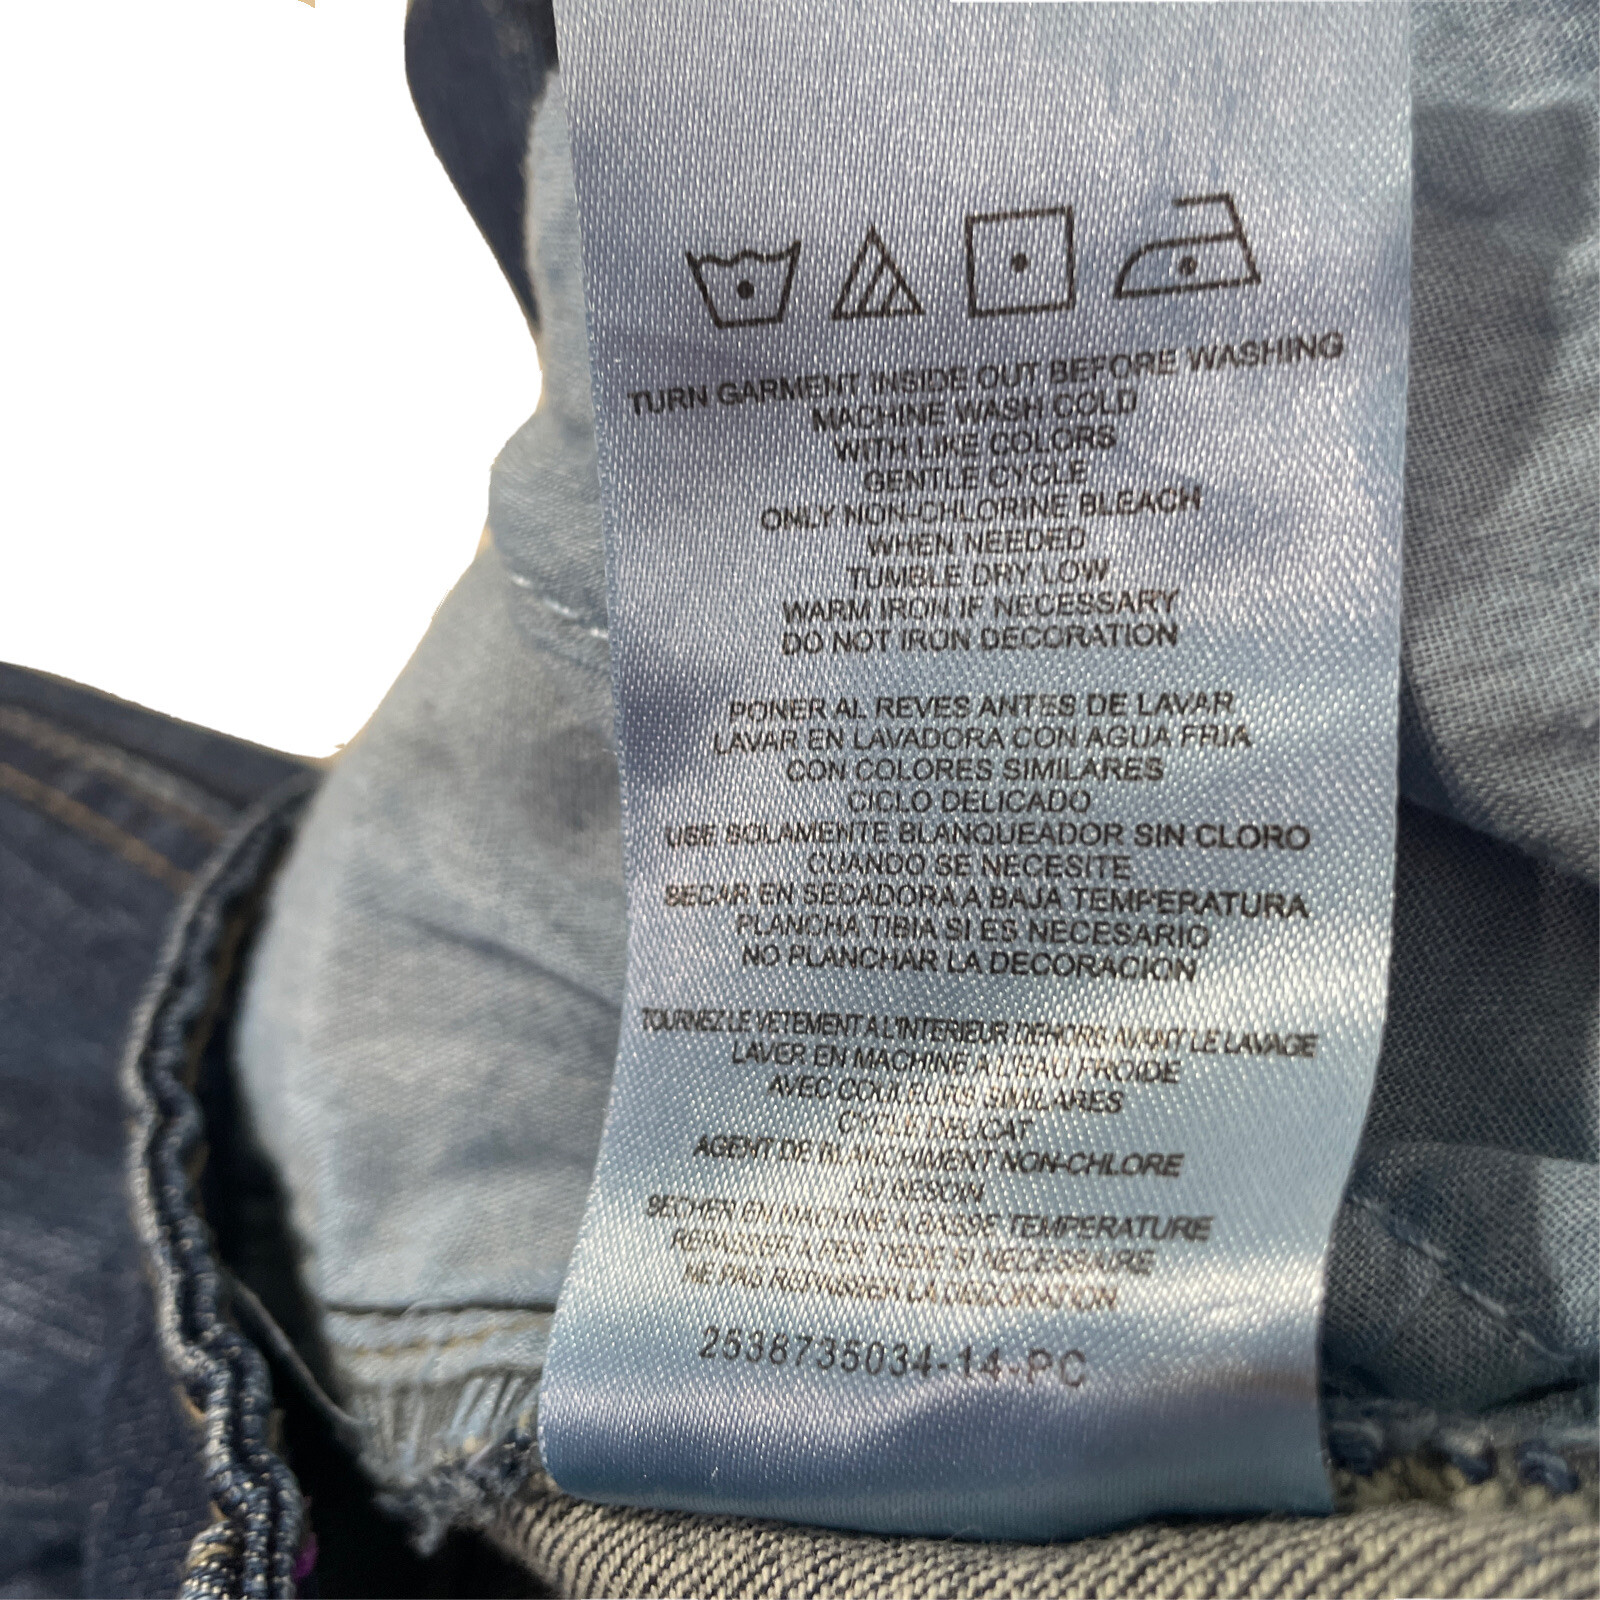 TURN GARMENT INSIDE OUT BEFORE WASHING
MACHINE WASH COLD
WITH LIKE COLORS
GENTLE CYCLE
ONLY NON-CHLORINE BLEACH
WHEN NEEDED
TUMBLE DRY LOW
WARM IRON IF NECESSARY
DO NOT IRON DECORATION
PONER AL REVES ANTES DE LAVAR
LAVAR EN LAVADORA CON AGUA FRIA
CON COLORES SIMILARES
CICLO DELICADO
USE SOLAMENTE BLANQUEADOR SIN CLORO
CUANDO SE NECESITE
SECAR EN SECADORA A BAJA TEMPERATURA
PLANCHA TIBIA SI ES NECESARIO
NO PLANCHAR LA DECORACION
TOURNEZ LE VETEMENT A L'INTERIEUR DEHORS AVANT LE LAVAGE
LAVER EN MACHINE A L'EAU FROIDE
AVEC COULEURS SIMILARES
CYCLE DELICAT
AGENT DE BLANCHIMENT NON-CHLORE
AU BESOIN
SECHER EN MACHINE A BASSE TEMPERATURE
REPASSER A FER TIEDE SI NECESSAIRE
NE PAS REPASSER LA DECORATION
2538735034-14-PC